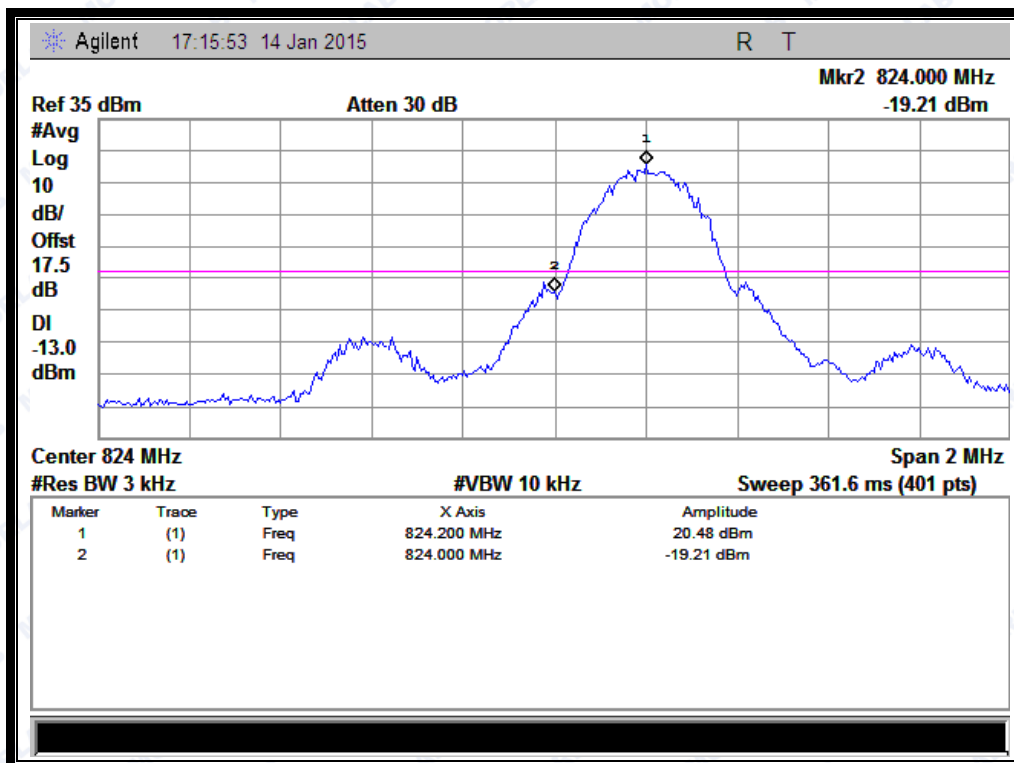 Agilent 17:15:53 14 Jan 2015 R T
Mkr2 824.000 MHz
Ref 35 dBm Atten 30 dB -19.21 dBm
#Avg
Log
10
dB/
Offst
17.5
dB
DI
-13.0
dBm
1
2
Center 824 MHz Span 2 MHz
#Res BW 3 kHz #VBW 10 kHz Sweep 361.6 ms (401 pts)
Marker Trace Type X Axis Amplitude
1 (1) Freq 824.200 MHz 20.48 dBm
2 (1) Freq 824.000 MHz -19.21 dBm